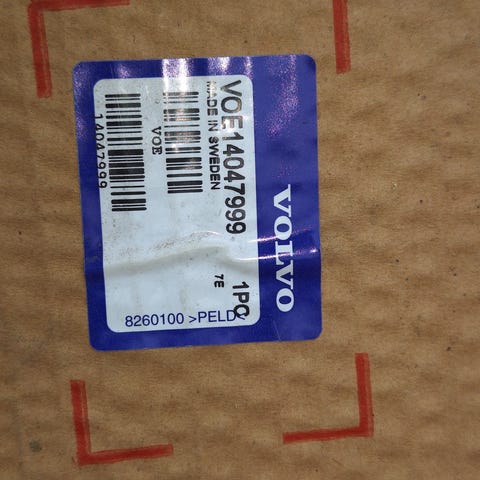 VOLVO
VOE14047999 1PC
MADE IN SWEDEN 7E
VOE
14047999
8260100 >PELD<